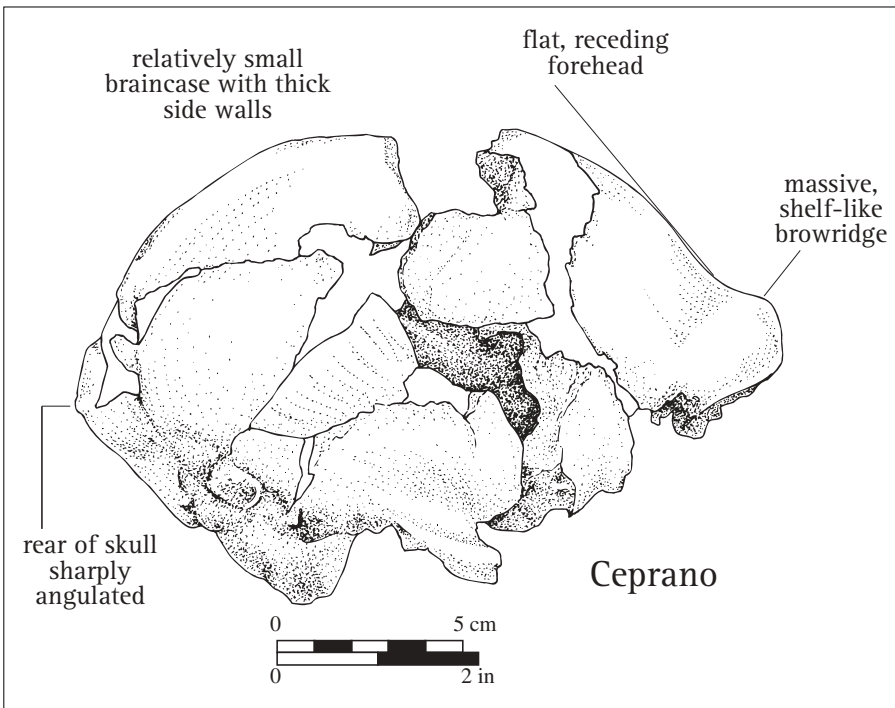 relatively small
braincase with thick
side walls
flat, receding
forehead
massive,
shelf-like
browridge
rear of skull
sharply
angulated
Ceprano
0 5 cm
0 2 in